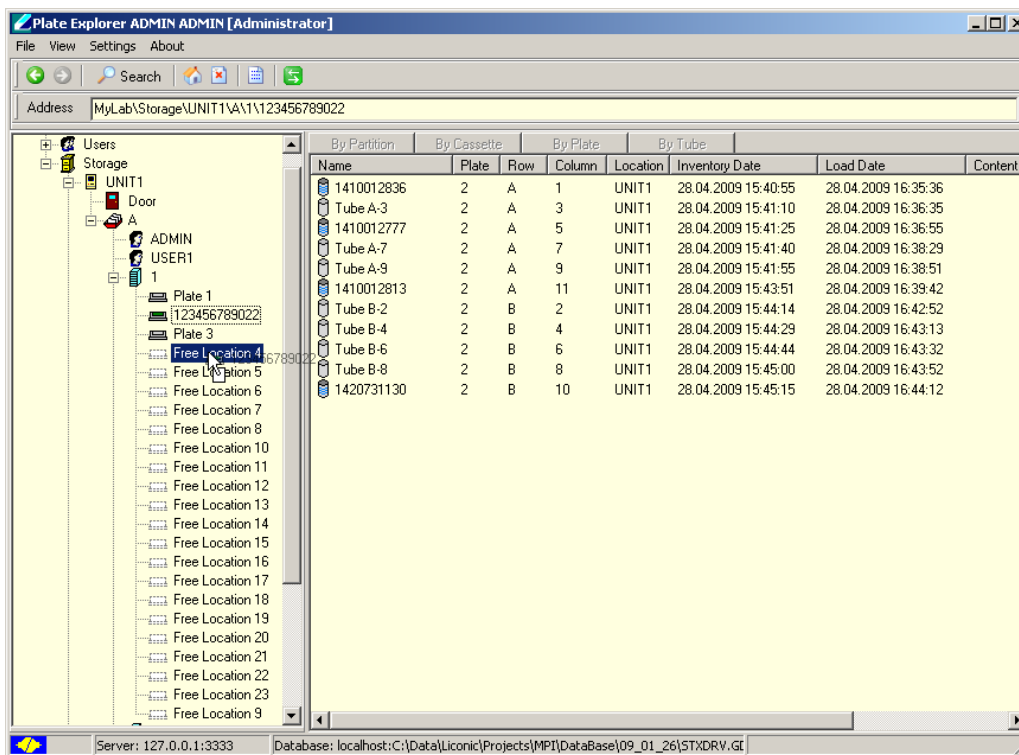 Plate Explorer ADMIN ADMIN [Administrator]
File View Settings About
Search
Address MyLab\Storage\UNIT1\A\1\123456789022
Users
Storage
UNIT1
Door
A
ADMIN
USER1
1
Plate 1
123456789022
Plate 3
Free Location 4
Free Location 5
Free Location 6
Free Location 7
Free Location 8
Free Location 10
Free Location 11
Free Location 12
Free Location 13
Free Location 14
Free Location 15
Free Location 16
Free Location 17
Free Location 18
Free Location 19
Free Location 20
Free Location 21
Free Location 22
Free Location 23
Free Location 9
By Partition By Cassette By Plate By Tube
Name Plate Row Column Location Inventory Date Load Date Content
1410012836 2 A 1 UNIT1 28.04.2009 15:40:55 28.04.2009 16:35:36
Tube A-3 2 A 3 UNIT1 28.04.2009 15:41:10 28.04.2009 16:36:35
1410012777 2 A 5 UNIT1 28.04.2009 15:41:25 28.04.2009 16:36:55
Tube A-7 2 A 7 UNIT1 28.04.2009 15:41:40 28.04.2009 16:38:29
Tube A-9 2 A 9 UNIT1 28.04.2009 15:41:55 28.04.2009 16:38:51
1410012813 2 A 11 UNIT1 28.04.2009 15:43:51 28.04.2009 16:39:42
Tube B-2 2 B 2 UNIT1 28.04.2009 15:44:14 28.04.2009 16:42:52
Tube B-4 2 B 4 UNIT1 28.04.2009 15:44:29 28.04.2009 16:43:13
Tube B-6 2 B 6 UNIT1 28.04.2009 15:44:44 28.04.2009 16:43:32
Tube B-8 2 B 8 UNIT1 28.04.2009 15:45:00 28.04.2009 16:43:52
1420731130 2 B 10 UNIT1 28.04.2009 15:45:15 28.04.2009 16:44:12
Server: 127.0.0.1:3333 Database: localhost:C:\Data\Liconic\Projects\MPI\DataBase\09_01_26\STXDRV.GI